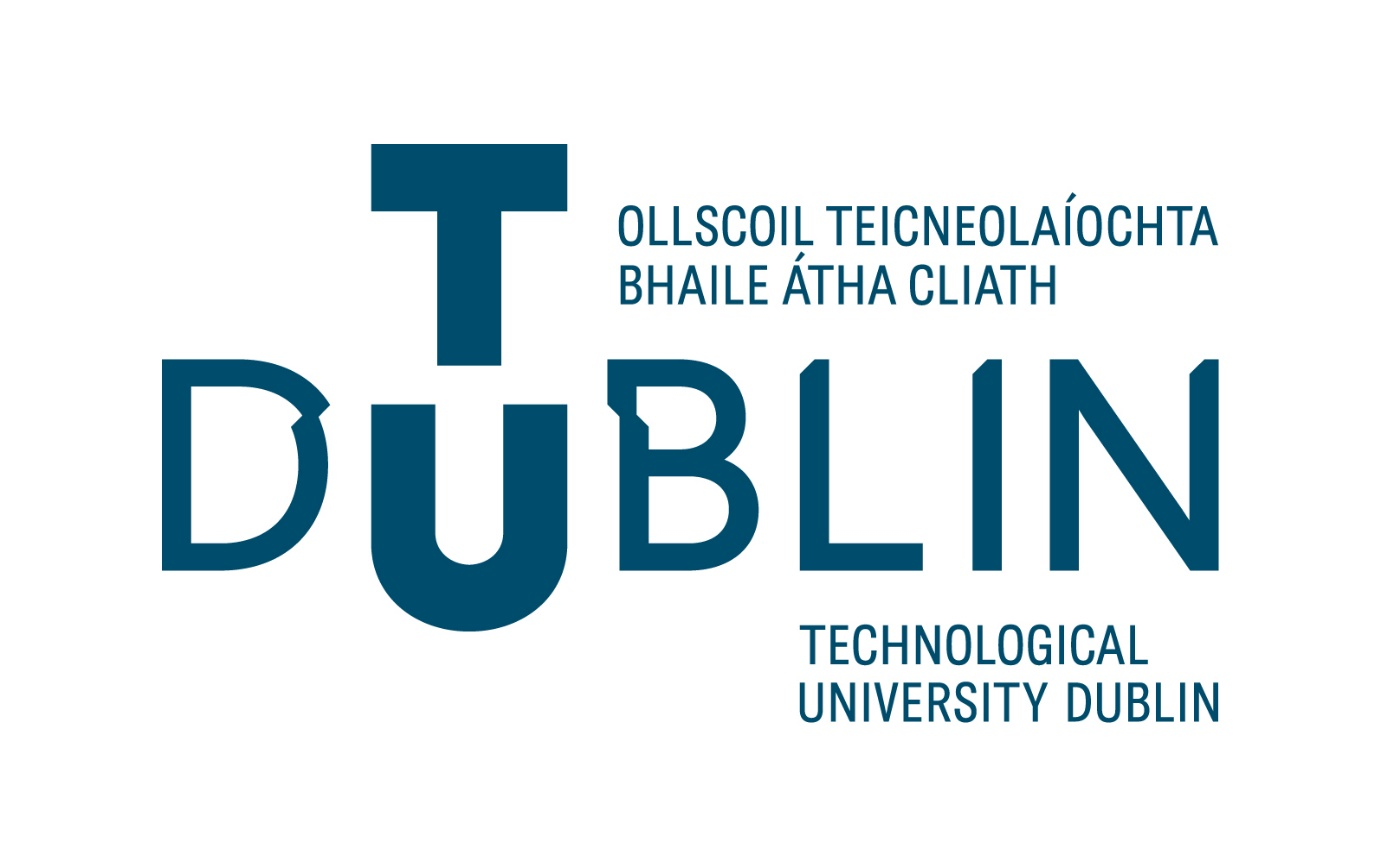 T
OLLSCOIL TEICNEOLAÍOCHTA
BHAILE ÁTHA CLIATH
DUBLIN
TECHNOLOGICAL
UNIVERSITY DUBLIN